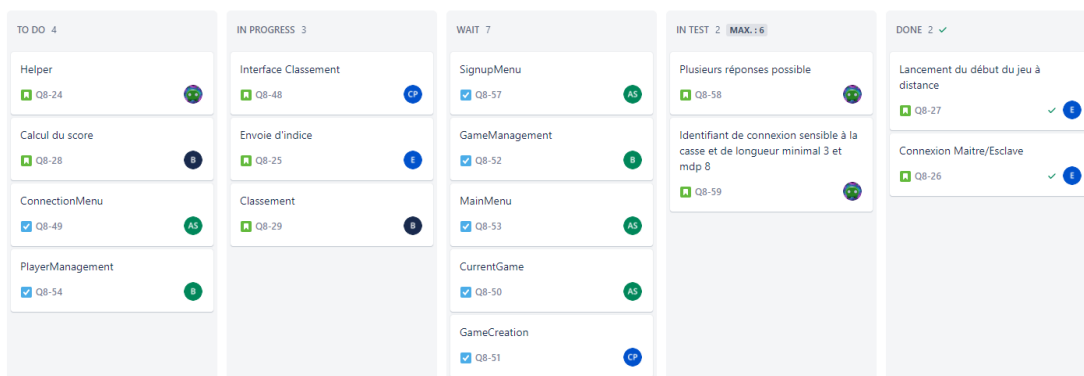 TO DO 4
Helper
Q8-24
Calcul du score
Q8-28
B
ConnectionMenu
Q8-49
AS
PlayerManagement
Q8-54
B
IN PROGRESS 3
Interface Classement
Q8-48
CP
Envoie d'indice
Q8-25
E
Classement
Q8-29
B
WAIT 7
SignupMenu
Q8-57
AS
GameManagement
Q8-52
B
MainMenu
Q8-53
AS
CurrentGame
Q8-50
AS
GameCreation
Q8-51
CP
IN TEST 2 MAX. : 6
Plusieurs réponses possible
Q8-58
Identifiant de connexion sensible à la
casse et de longueur minimal 3 et
mdp 8
Q8-59
DONE 2
Lancement du début du jeu à
distance
Q8-27
E
Connexion Maitre/Esclave
Q8-26
E